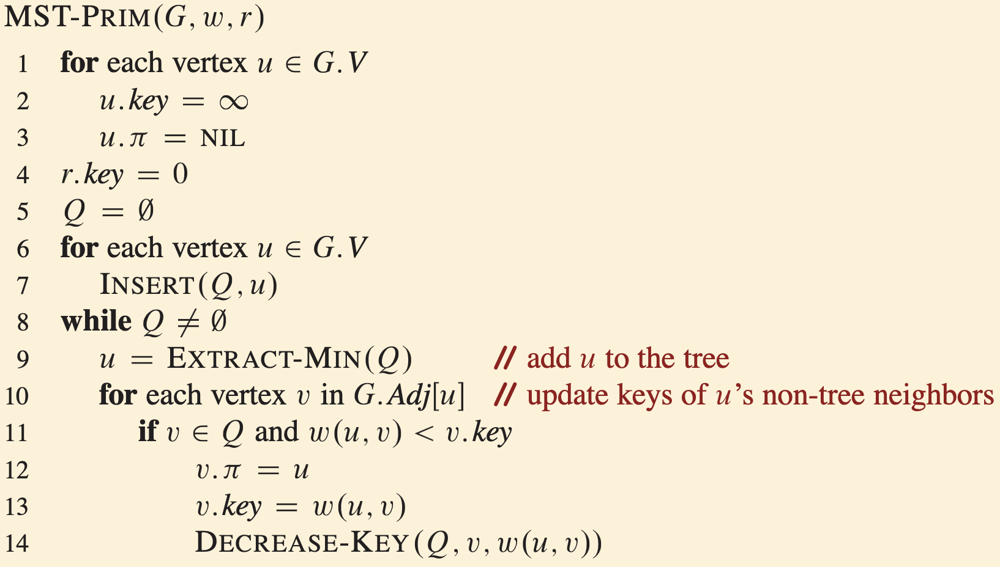 MST-PRIM(G, w, r)
1 for each vertex u ∈ G.V
2 u.key = ∞
3 u.π = NIL
4 r.key = 0
5 Q = ∅
6 for each vertex u ∈ G.V
7 INSERT(Q, u)
8 while Q ≠ ∅
9 u = EXTRACT-MIN(Q) // add u to the tree
10 for each vertex v in G.Adj[u] // update keys of u's non-tree neighbors
11 if v ∈ Q and w(u, v) < v.key
12 v.π = u
13 v.key = w(u, v)
14 DECREASE-KEY(Q, v, w(u, v))